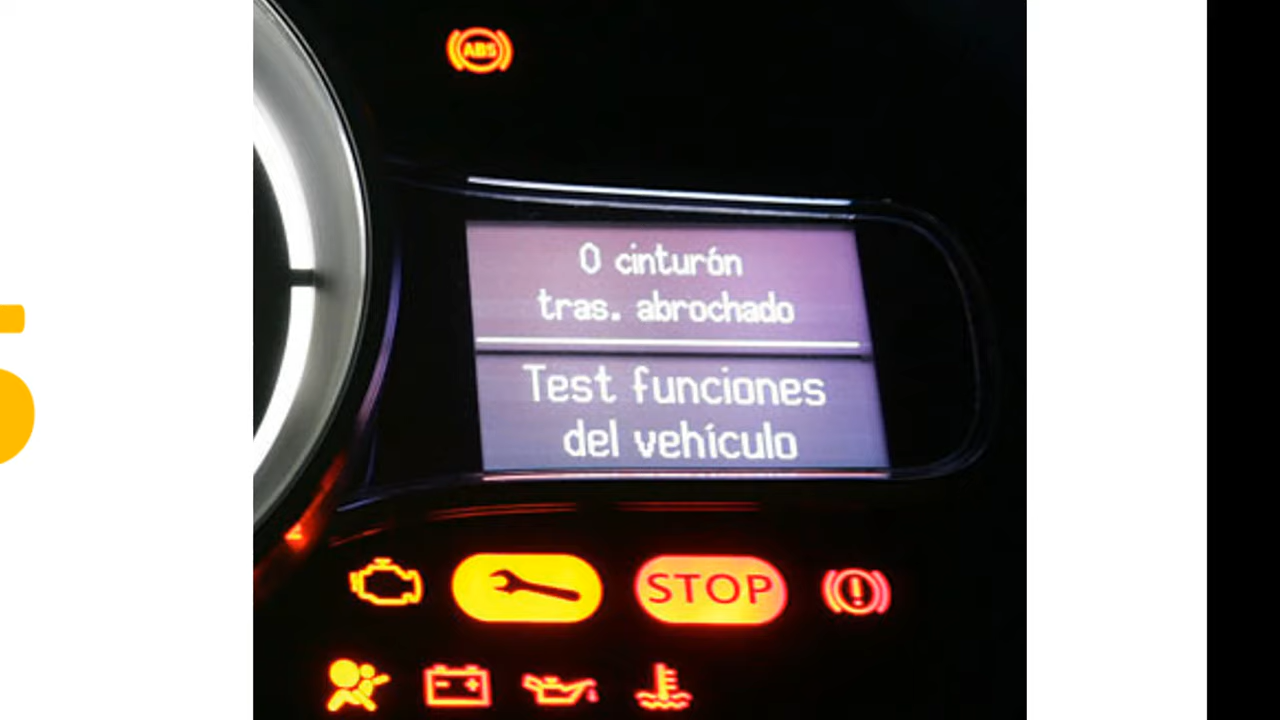 ABS
0 cinturón
tras. abrochado
Test funciones
del vehículo
STOP